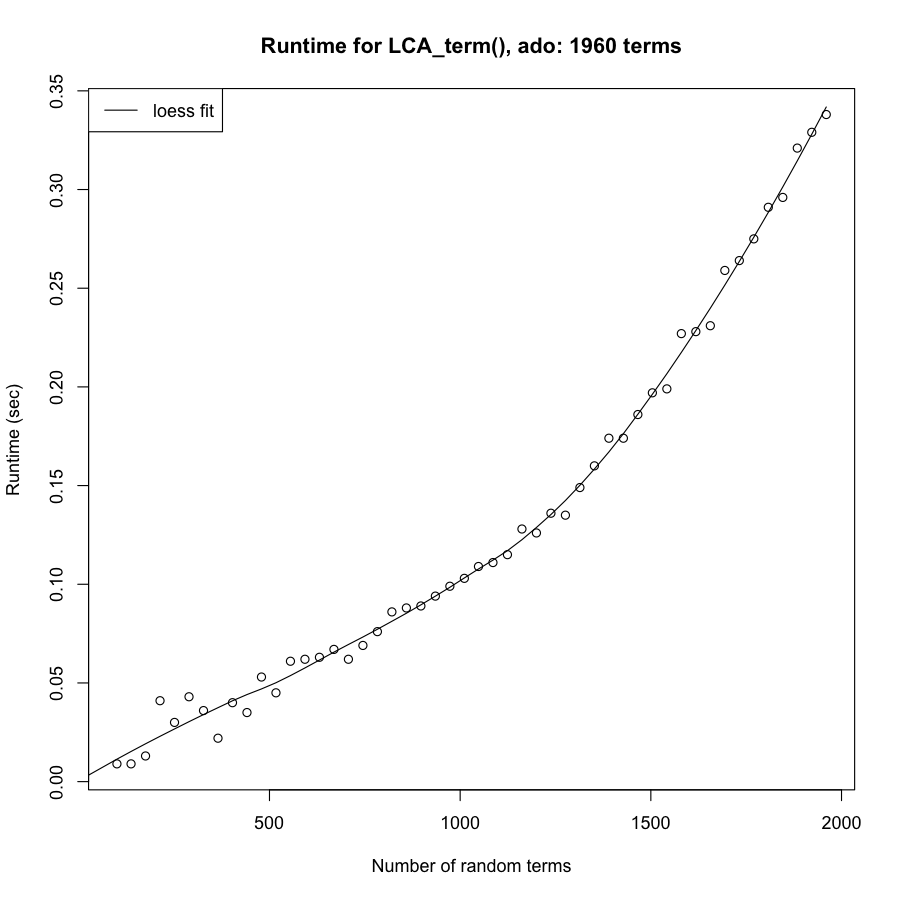 Runtime for LCA_term(), ado: 1960 terms
loess fit
0.35
0.30
0.25
0.20
0.15
0.10
0.05
0.00
Runtime (sec)
500 1000 1500 2000
Number of random terms